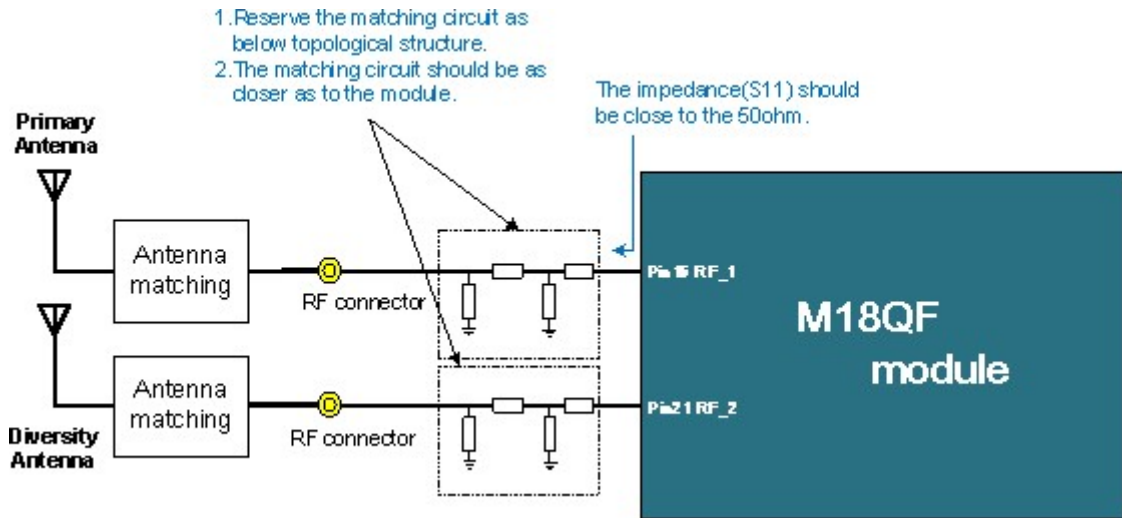 1.Reserve the matching circuit as
below topological structure.
2.The matching circuit should be as
closer as to the module.
The impedance(S11) should
be close to the 50ohm.
Primary
Antenna
Antenna
matching
RF connector
Pin15 RF_1
M18QF
module
Antenna
matching
RF connector
Pin21 RF_2
Diversity
Antenna